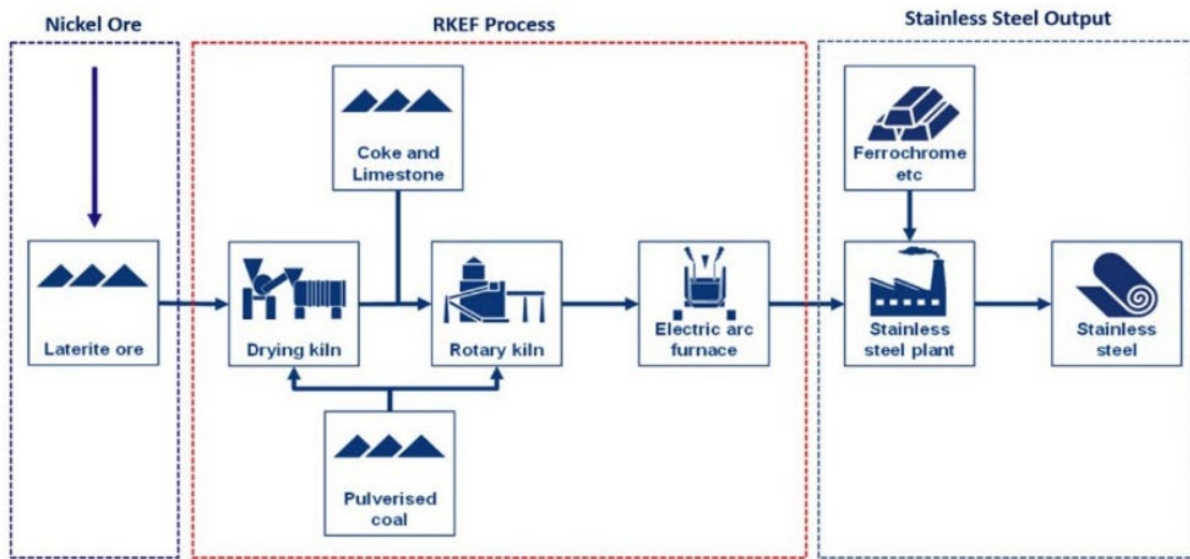 Nickel Ore
RKEF Process
Stainless Steel Output
Coke and
Limestone
Ferrochrome
etc
Laterite ore
Drying kiln
Rotary kiln
Electric arc
furnace
Stainless
steel plant
Stainless
steel
Pulverised
coal